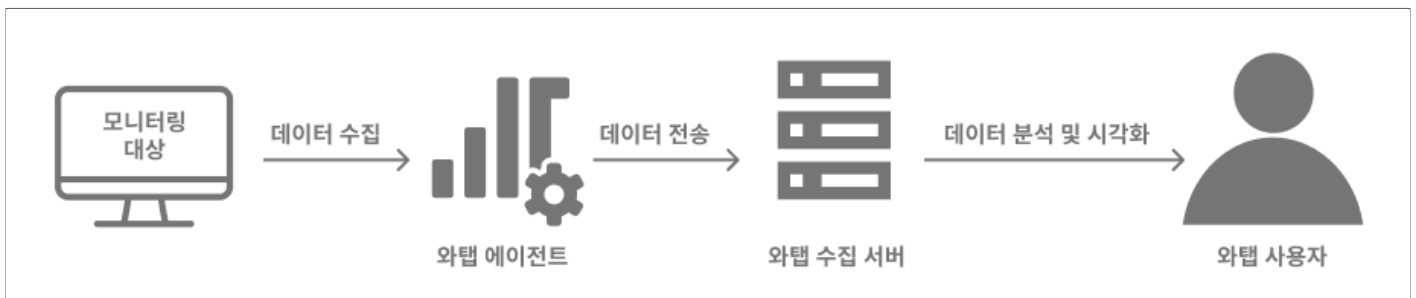 모니터링
대상
데이터 수집
와탭 에이전트
데이터 전송
와탭 수집 서버
데이터 분석 및 시각화
와탭 사용자